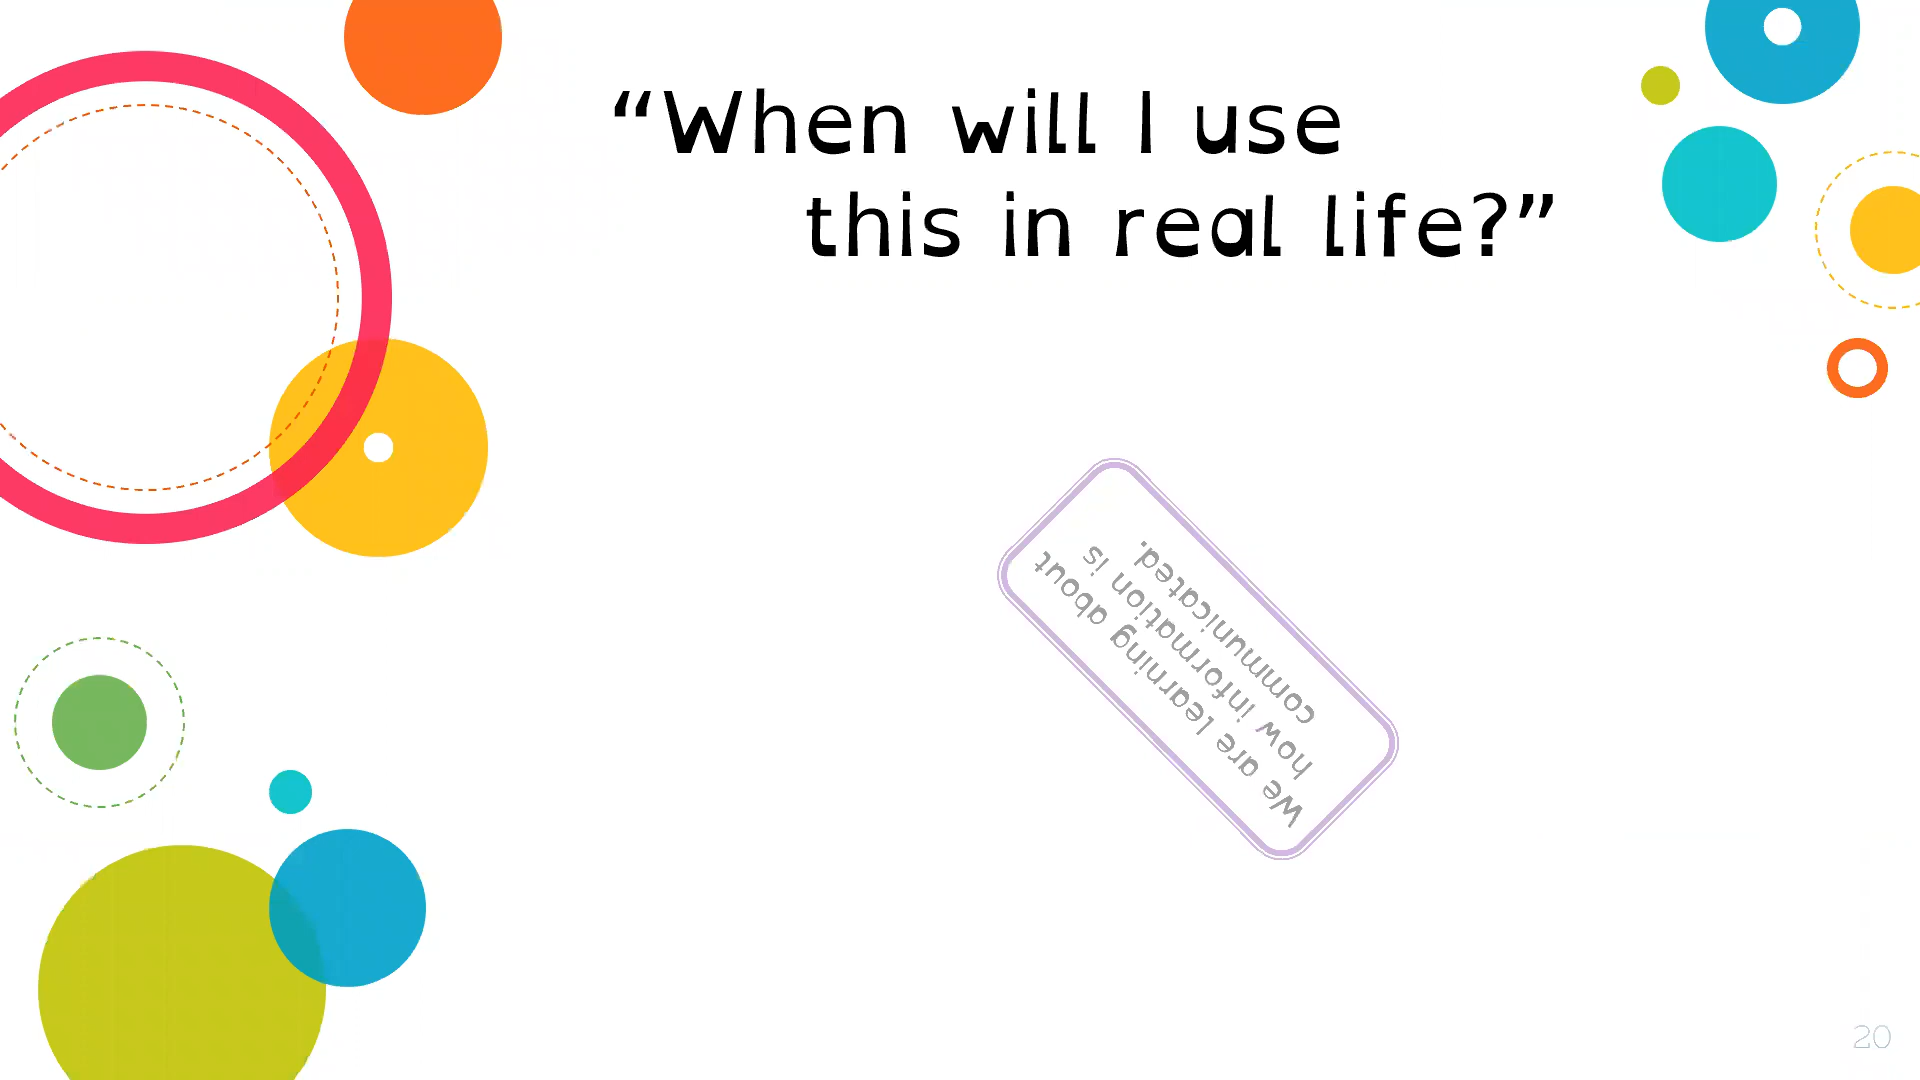 “When will I use
this in real life?”
We are learning about
how information is
communicated.
20